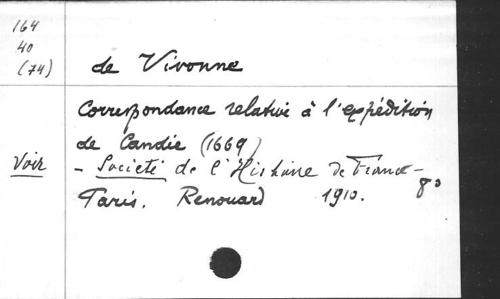 164
40
(74)
de Vivonne
Correspondance relative à l'expédition
de Candie (1669)
Voir - Société de l'Histoire de France -
Paris. Renouard 1910. 8°